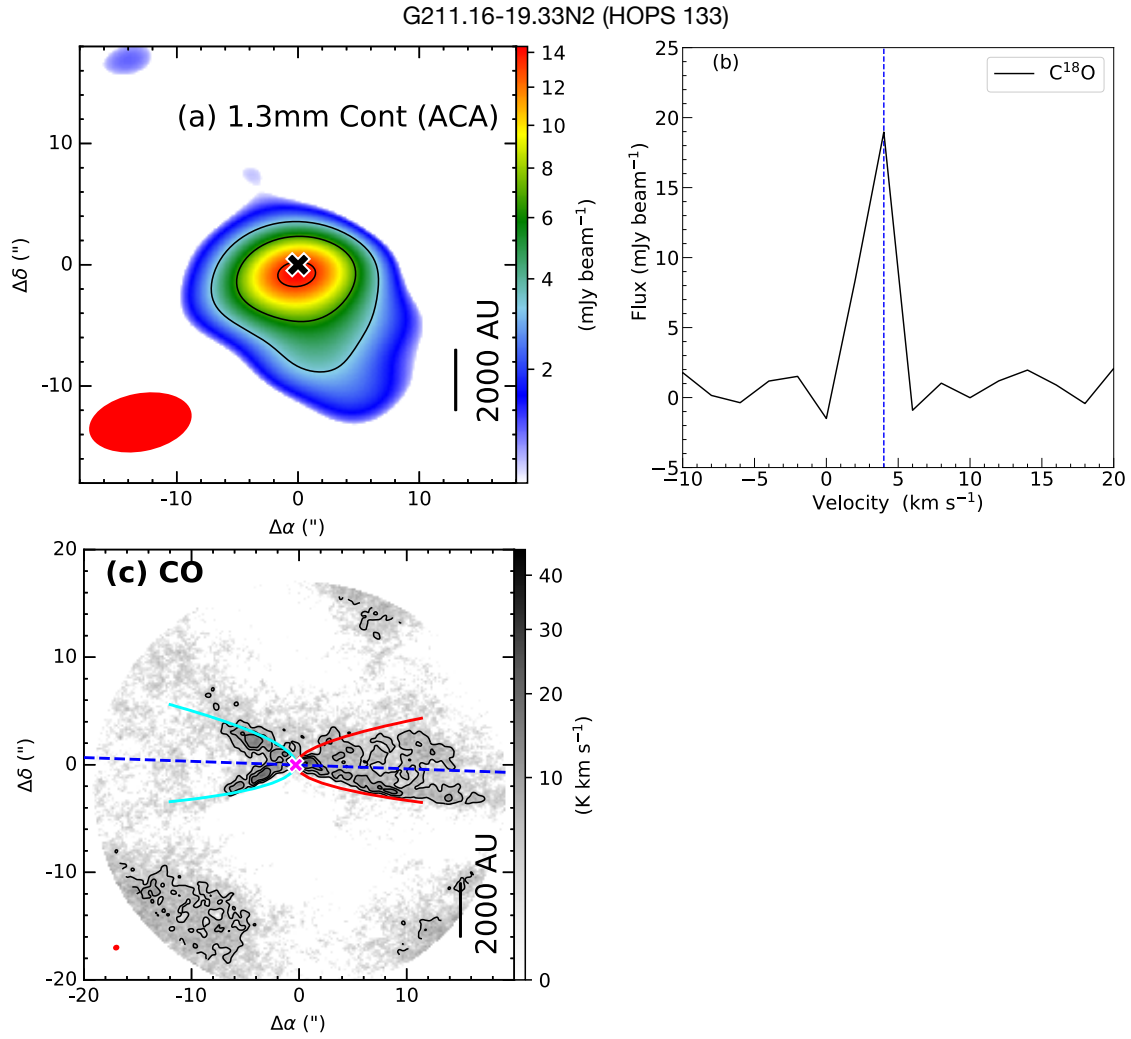 G211.16-19.33N2 (HOPS 133)
(a) 1.3mm Cont (ACA)
10
0
-10
Δδ (")
-10
0
10
Δα (")
2000 AU
14
12
10
8
6
4
2
(mJy beam⁻¹)
(b)
C¹⁸O
25
20
15
10
5
0
−5
Flux (mJy beam⁻¹)
−10
−5
0
5
10
15
20
Velocity (km s⁻¹)
(c) CO
20
10
0
-10
-20
Δδ (")
-20
-10
0
10
Δα (")
2000 AU
40
30
20
10
0
(K km s⁻¹)